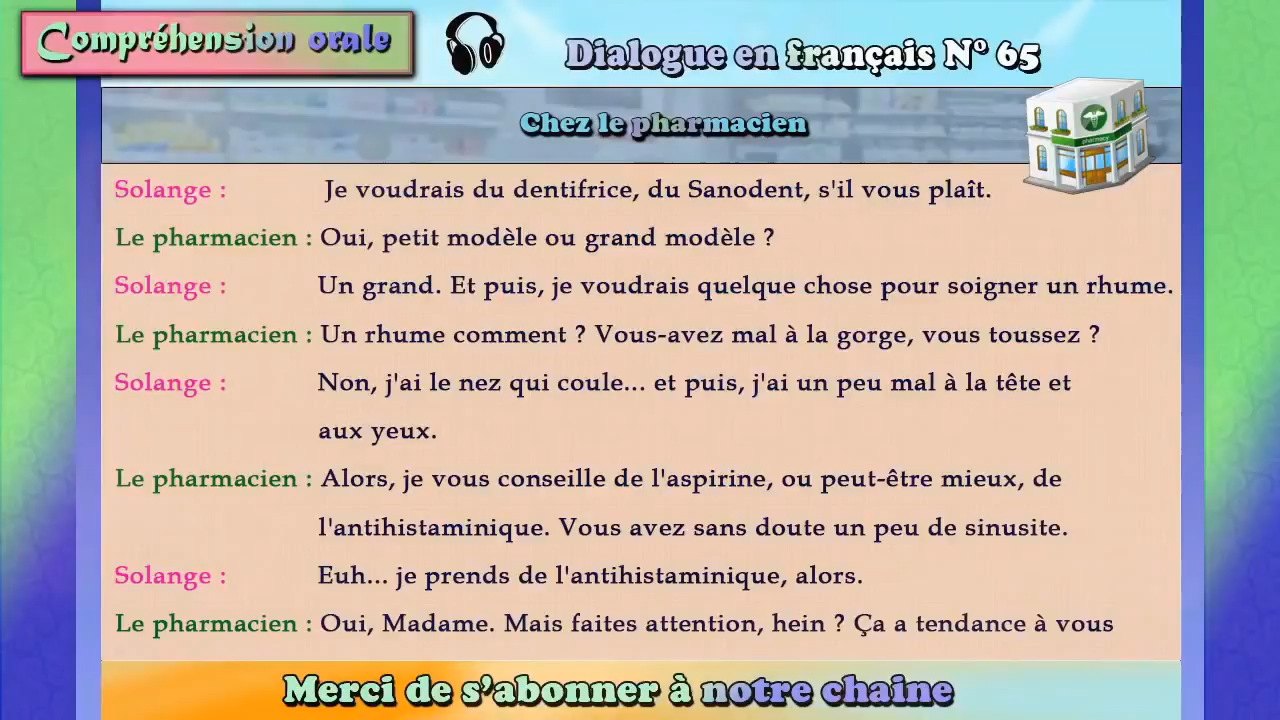 Compréhension orale
Dialogue en français Nº 65
Chez le pharmacien
pharmacy
Solange : Je voudrais du dentifrice, du Sanodent, s'il vous plaît.
Le pharmacien : Oui, petit modèle ou grand modèle ?
Solange : Un grand. Et puis, je voudrais quelque chose pour soigner un rhume.
Le pharmacien : Un rhume comment ? Vous-avez mal à la gorge, vous toussez ?
Solange : Non, j'ai le nez qui coule... et puis, j'ai un peu mal à la tête et
aux yeux.
Le pharmacien : Alors, je vous conseille de l'aspirine, ou peut-être mieux, de
l'antihistaminique. Vous avez sans doute un peu de sinusite.
Solange : Euh... je prends de l'antihistaminique, alors.
Le pharmacien : Oui, Madame. Mais faites attention, hein ? Ça a tendance à vous
Merci de s'abonner à notre chaine